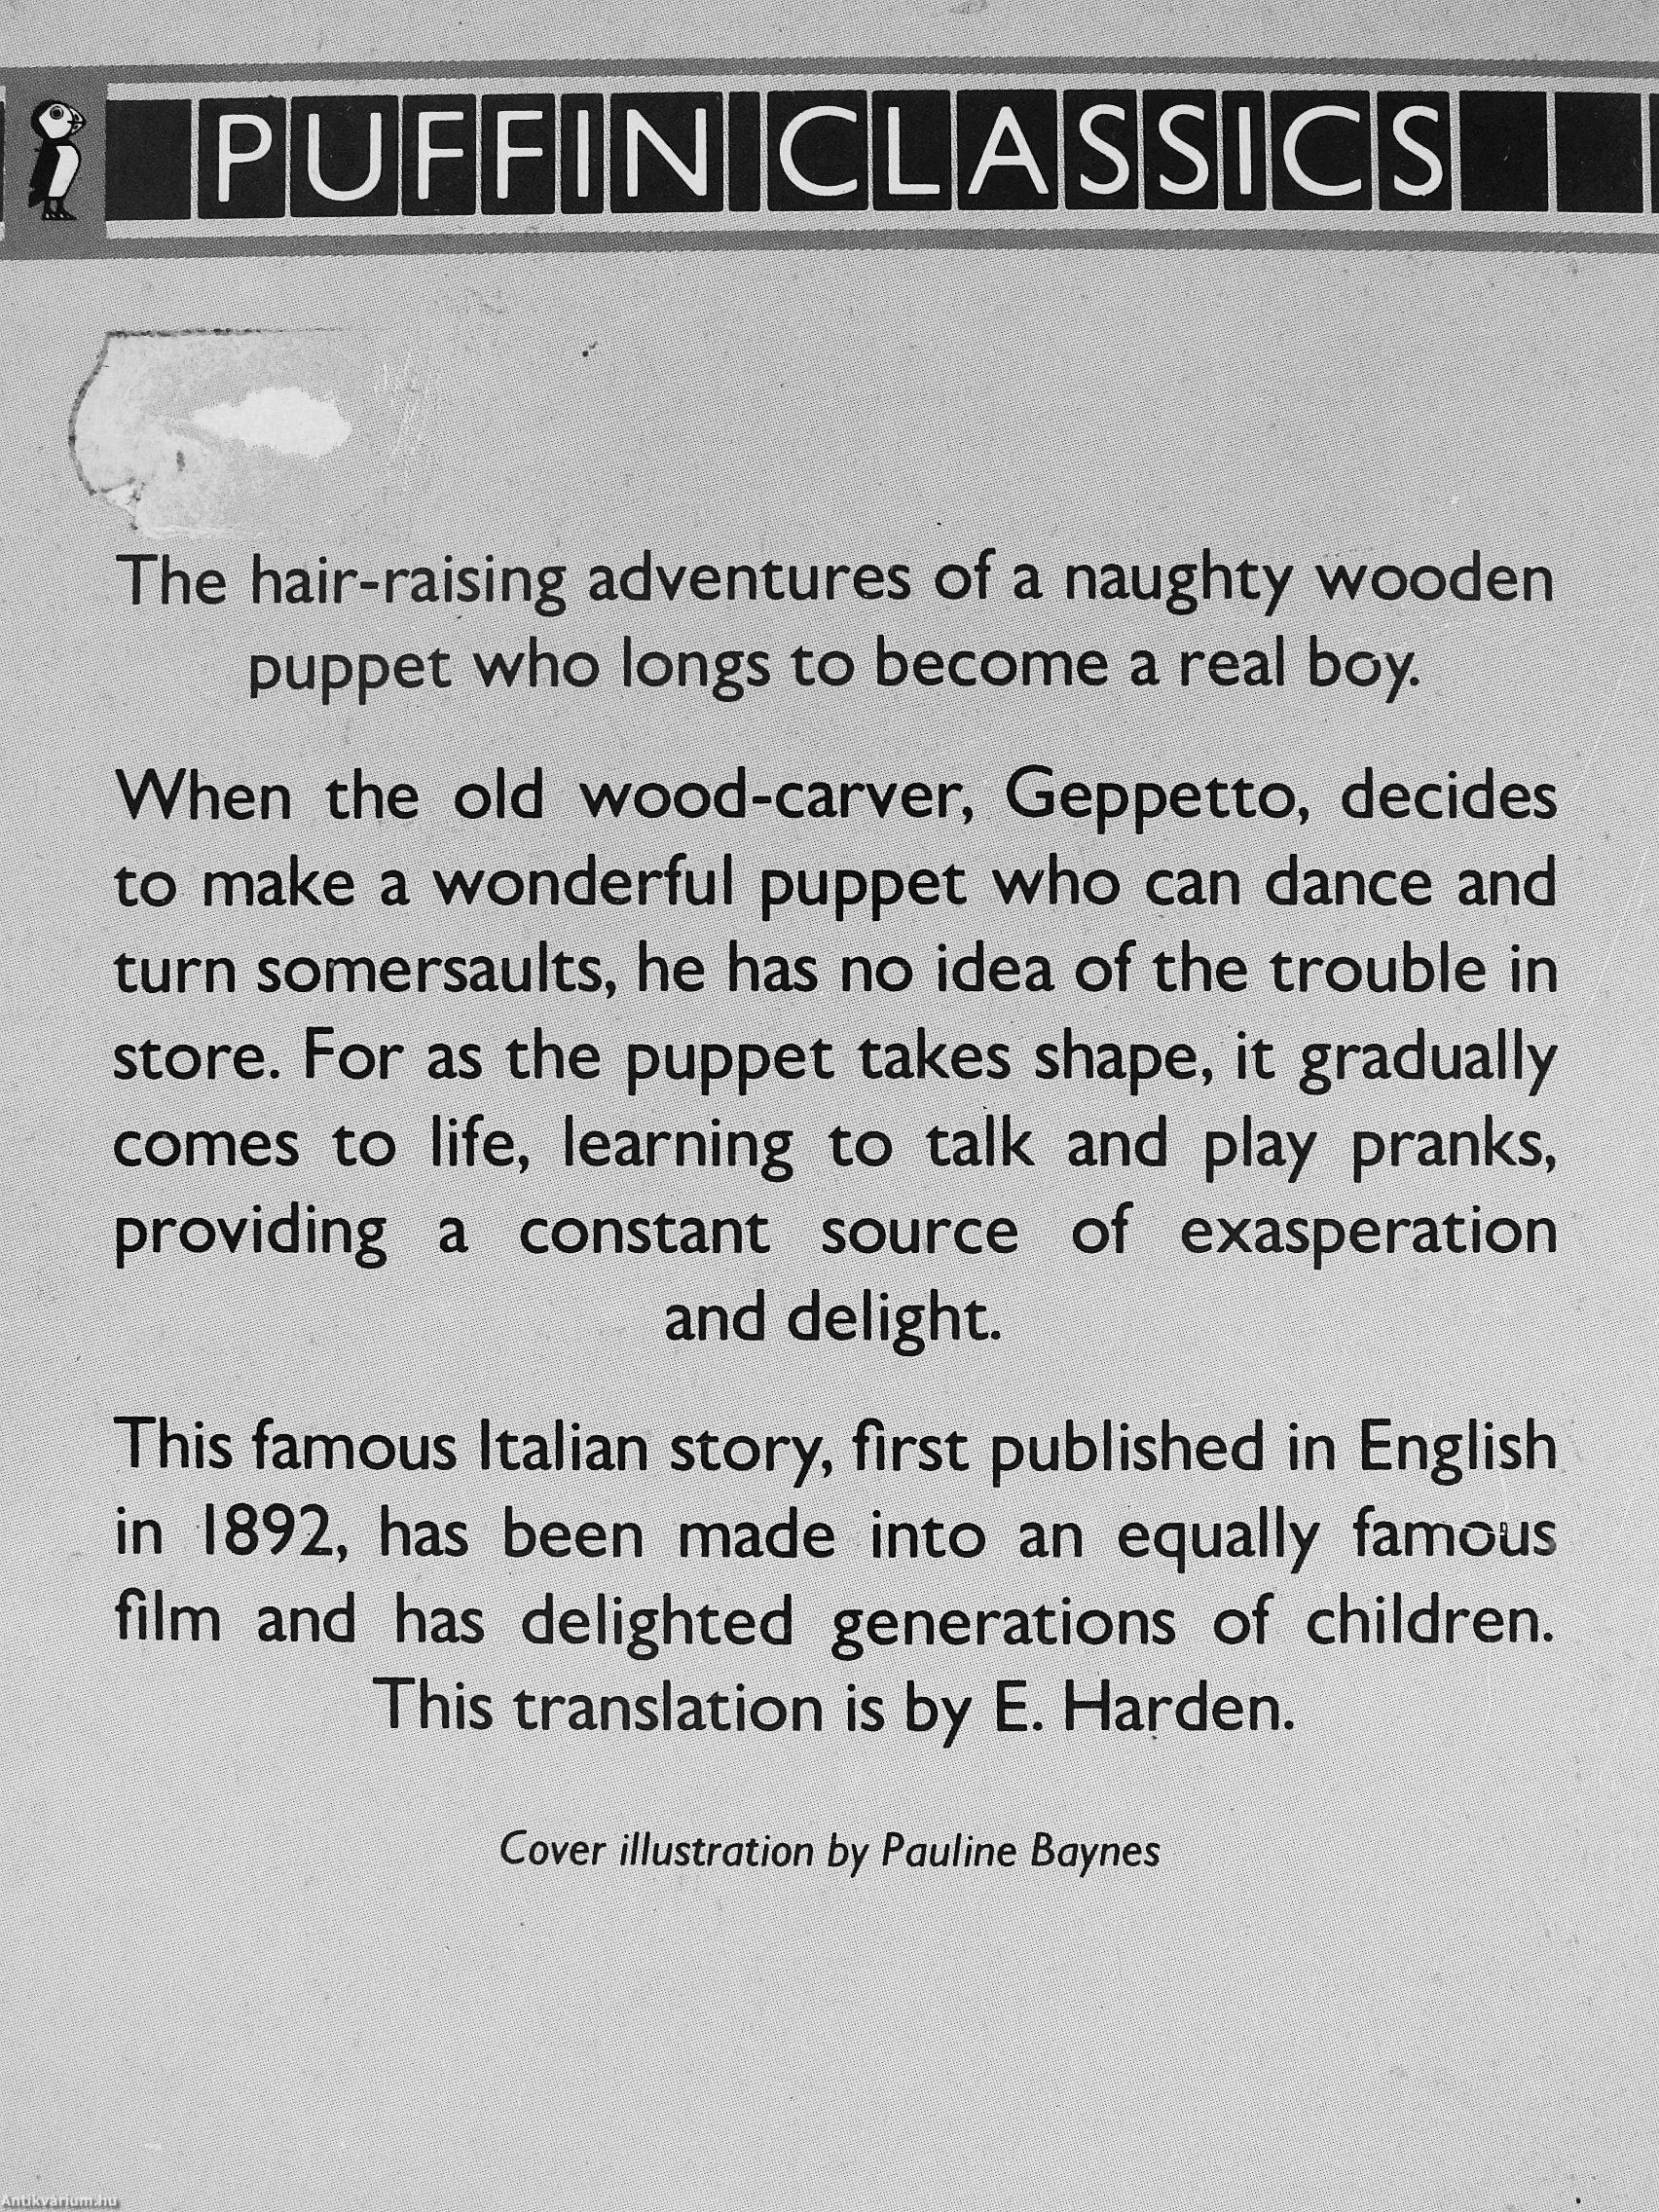 PUFFIN CLASSICS
The hair-raising adventures of a naughty wooden
puppet who longs to become a real boy.
When the old wood-carver, Geppetto, decides
to make a wonderful puppet who can dance and
turn somersaults, he has no idea of the trouble in
store. For as the puppet takes shape, it gradually
comes to life, learning to talk and play pranks,
providing a constant source of exasperation
and delight.
This famous Italian story, first published in English
in 1892, has been made into an equally famous
film and has delighted generations of children.
This translation is by E. Harden.
Cover illustration by Pauline Baynes
Antikvarium.hu